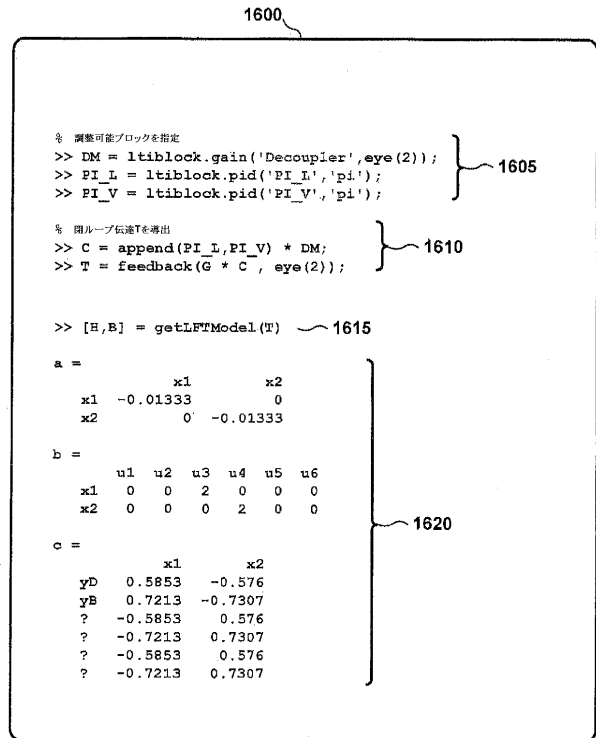 1600
% 調整可能ブロックを指定
>> DM = ltiblock.gain('Decoupler',eye(2));
>> PI_L = ltiblock.pid('PI_L','pi');
>> PI_V = ltiblock.pid('PI_V','pi');
1605
% 閉ループ伝達Tを導出
>> C = append(PI_L,PI_V) * DM;
>> T = feedback(G * C , eye(2));
1610
>> [H,B] = getLFTModel(T)
1615
a =
x1 x2
x1 -0.01333 0
x2 0 -0.01333
b =
u1 u2 u3 u4 u5 u6
x1 0 0 2 0 0 0
x2 0 0 0 2 0 0
1620
c =
x1 x2
yD 0.5853 -0.576
yB 0.7213 -0.7307
? -0.5853 0.576
? -0.7213 0.7307
? -0.5853 0.576
? -0.7213 0.7307